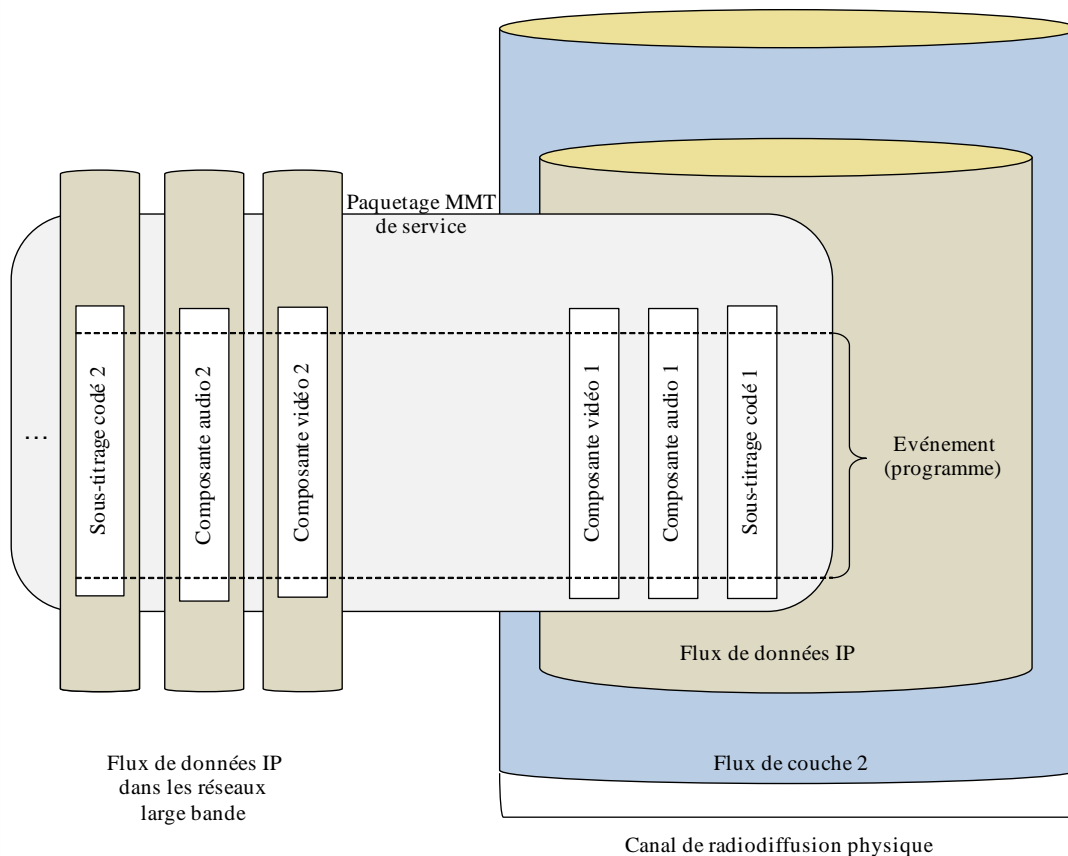 Paquetage MMT
de service
...
Sous-titrage codé 2
Composante audio 2
Composante vidéo 2
Composante vidéo 1
Composante audio 1
Sous-titrage codé 1
Evénement
(programme)
Flux de données IP
Flux de données IP
dans les réseaux
large bande
Flux de couche 2
Canal de radiodiffusion physique